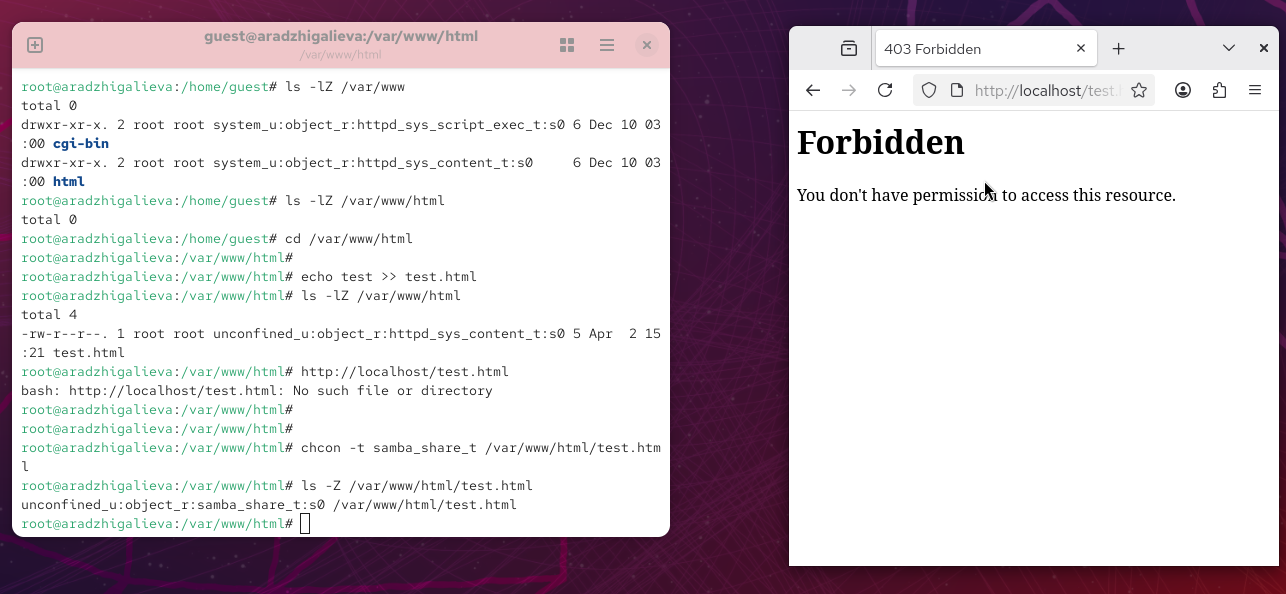 guest@aradzhigalieva:/var/www/html
/var/www/html
root@aradzhigalieva:/home/guest# ls -lZ /var/www
total 0
drwxr-xr-x. 2 root root system_u:object_r:httpd_sys_script_exec_t:s0 6 Dec 10 03
:00 cgi-bin
drwxr-xr-x. 2 root root system_u:object_r:httpd_sys_content_t:s0     6 Dec 10 03
:00 html
root@aradzhigalieva:/home/guest# ls -lZ /var/www/html
total 0
root@aradzhigalieva:/home/guest# cd /var/www/html
root@aradzhigalieva:/var/www/html#
root@aradzhigalieva:/var/www/html# echo test >> test.html
root@aradzhigalieva:/var/www/html# ls -lZ /var/www/html
total 4
-rw-r--r--. 1 root root unconfined_u:object_r:httpd_sys_content_t:s0 5 Apr  2 15
:21 test.html
root@aradzhigalieva:/var/www/html# http://localhost/test.html
bash: http://localhost/test.html: No such file or directory
root@aradzhigalieva:/var/www/html#
root@aradzhigalieva:/var/www/html#
root@aradzhigalieva:/var/www/html# chcon -t samba_share_t /var/www/html/test.htm
l
root@aradzhigalieva:/var/www/html# ls -Z /var/www/html/test.html
unconfined_u:object_r:samba_share_t:s0 /var/www/html/test.html
root@aradzhigalieva:/var/www/html#
403 Forbidden
http://localhost/test.
Forbidden
You don't have permission to access this resource.